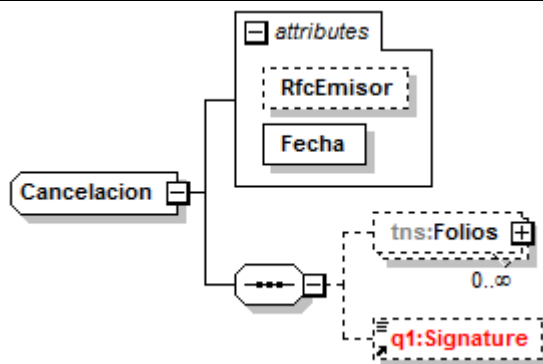 attributes
RfcEmisor
Fecha
Cancelacion
tns:Folios
0..∞
q1:Signature